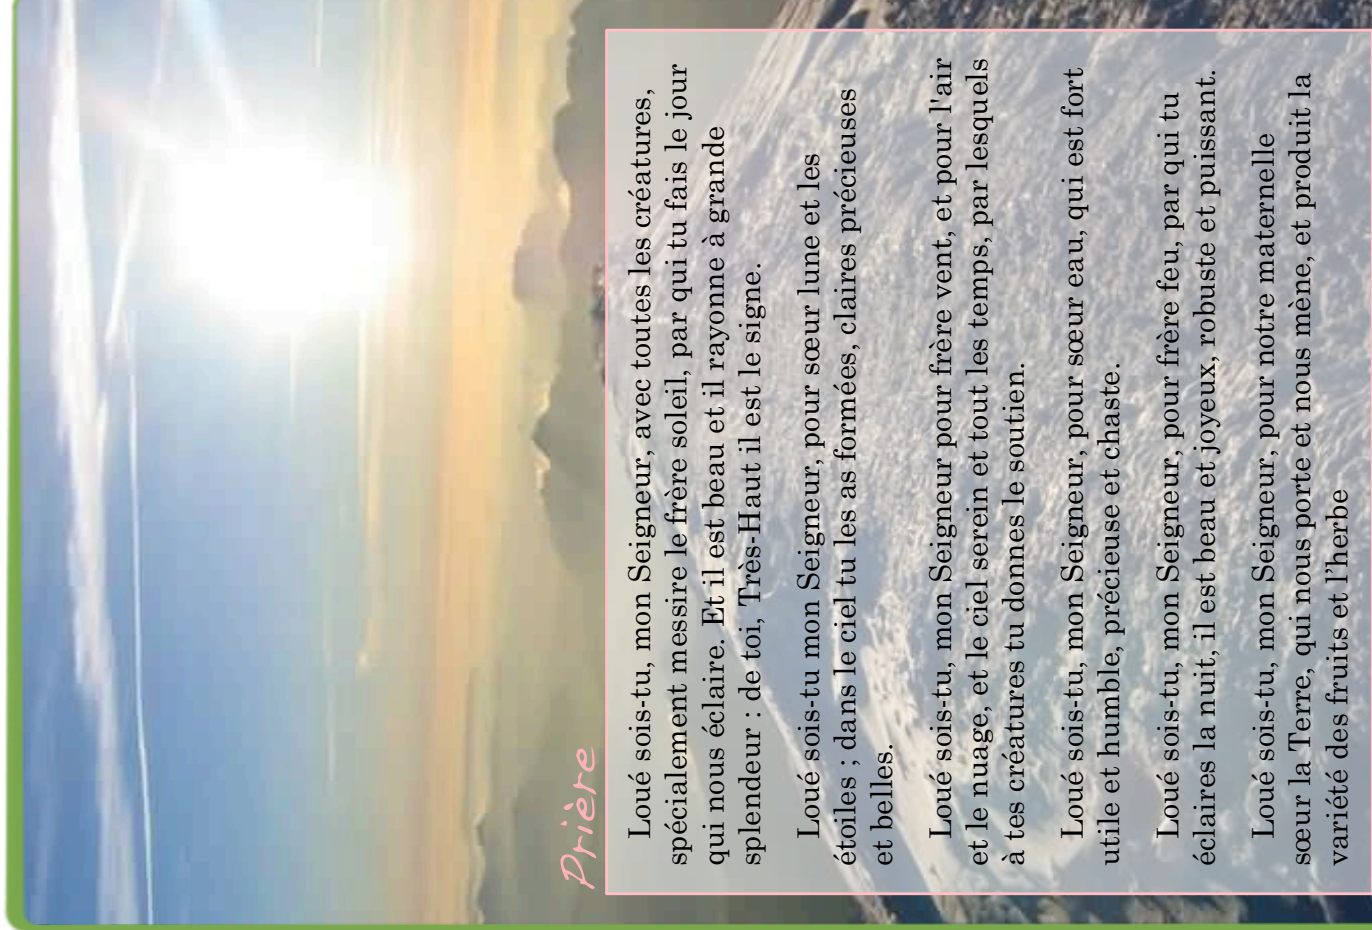 Prière
Loué sois-tu, mon Seigneur, avec toutes les créatures,
spécialement messire le frère soleil, par qui tu fais le jour
qui nous éclaire. Et il est beau et il rayonne à grande
splendeur : de toi, Très-Haut il est le signe.
Loué sois-tu mon Seigneur, pour sœur lune et les
étoiles ; dans le ciel tu les as formées, claires précieuses
et belles.
Loué sois-tu, mon Seigneur pour frère vent, et pour l'air
et le nuage, et le ciel serein et tout les temps, par lesquels
à tes créatures tu donnes le soutien.
Loué sois-tu, mon Seigneur, pour sœur eau, qui est fort
utile et humble, précieuse et chaste.
Loué sois-tu, mon Seigneur, pour frère feu, par qui tu
éclaires la nuit, il est beau et joyeux, robuste et puissant.
Loué sois-tu, mon Seigneur, pour notre maternelle
sœur la Terre, qui nous porte et nous mène, et produit la
variété des fruits et l'herbe